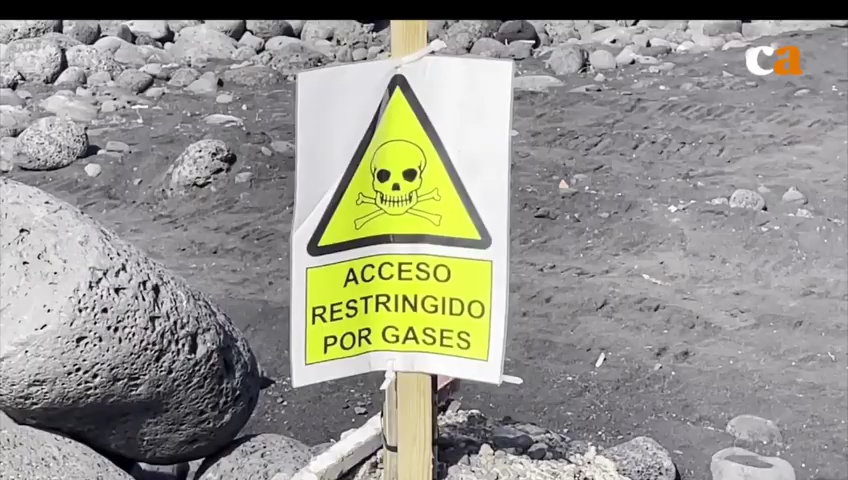 ca
ACCESO
RESTRINGIDO
POR GASES